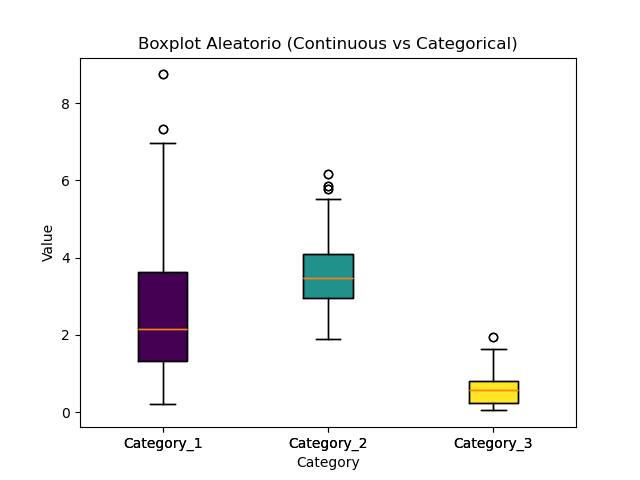 Boxplot Aleatorio (Continuous vs Categorical)
8
6
4
2
0
Value
Category_1
Category_2
Category_3
Category